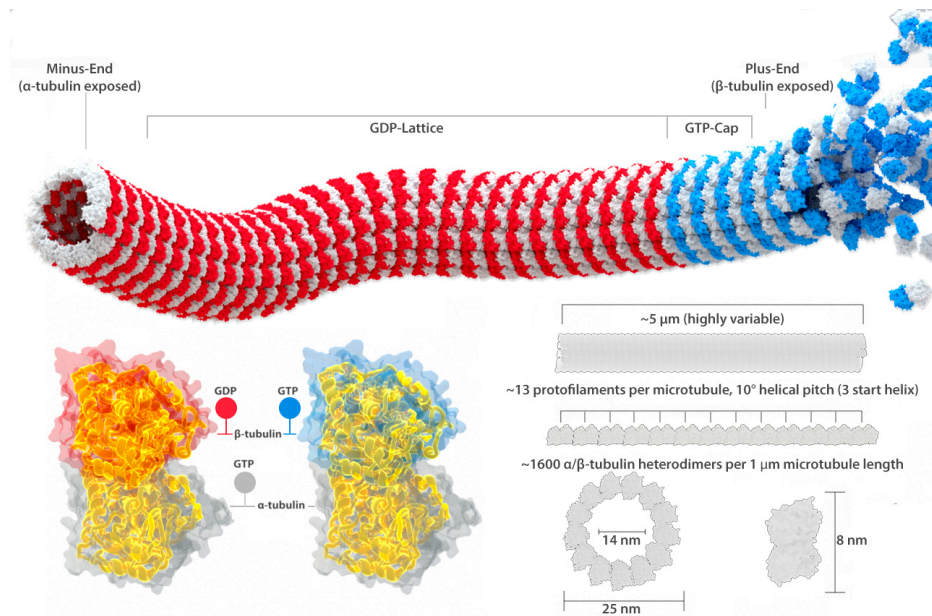 Minus-End
(α-tubulin exposed)
Plus-End
(β-tubulin exposed)
GDP-Lattice
GTP-Cap
~5 µm (highly variable)
~13 protofilaments per microtubule, 10° helical pitch (3 start helix)
GDP
GTP
β-tubulin
GTP
α-tubulin
~1600 α/β-tubulin heterodimers per 1 µm microtubule length
14 nm
8 nm
25 nm